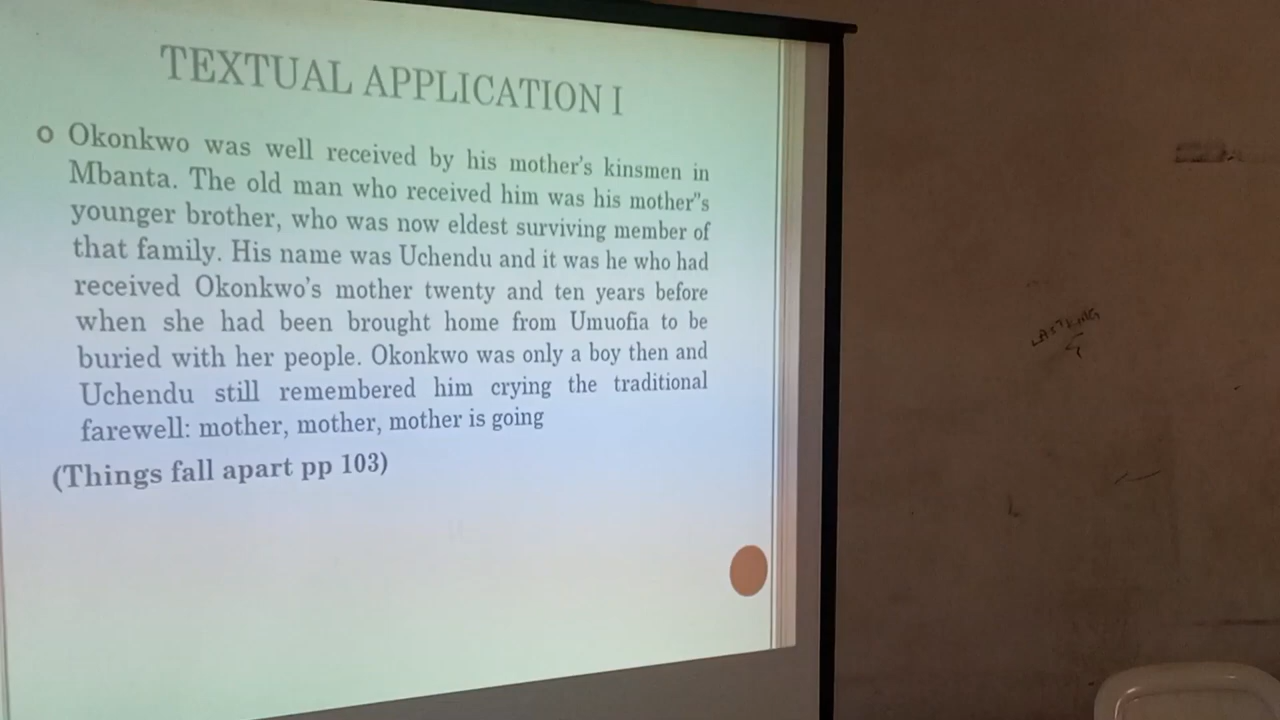 TEXTUAL APPLICATION I
Okonkwo was well received by his mother's kinsmen in
Mbanta. The old man who received him was his mother"s
younger brother, who was now eldest surviving member of
that family. His name was Uchendu and it was he who had
received Okonkwo's mother twenty and ten years before
when she had been brought home from Umuofia to be
buried with her people. Okonkwo was only a boy then and
Uchendu still remembered him crying the traditional
farewell: mother, mother, mother is going
(Things fall apart pp 103)